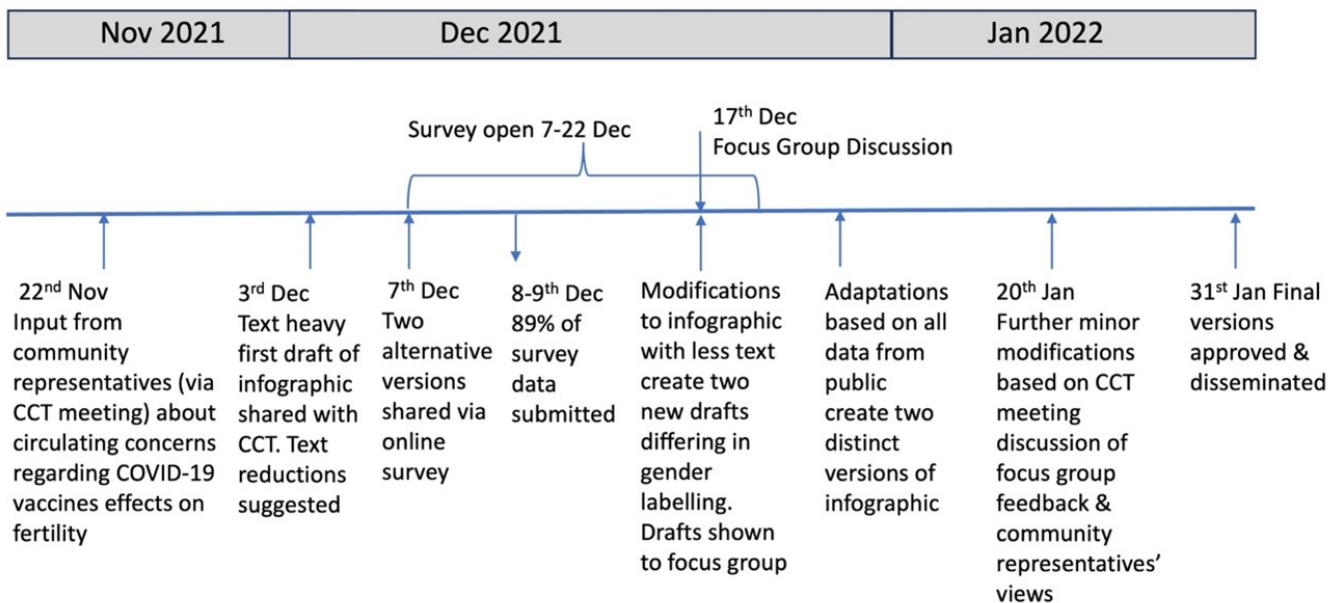 Nov 2021
Dec 2021
Jan 2022
Survey open 7-22 Dec
17th Dec
Focus Group Discussion
22nd Nov
Input from
community
representatives (via
CCT meeting) about
circulating concerns
regarding COVID-19
vaccines effects on
fertility
3rd Dec
Text heavy
first draft of
infographic
shared with
CCT. Text
reductions
suggested
7th Dec
Two
alternative
versions
shared via
online
survey
8-9th Dec
89% of
survey
data
submitted
Modifications
to infographic
with less text
create two
new drafts
differing in
gender
labelling.
Drafts shown
to focus group
Adaptations
based on all
data from
public
create two
distinct
versions of
infographic
20th Jan
Further minor
modifications
based on CCT
meeting
discussion of
focus group
feedback &
community
representatives’
views
31st Jan Final
versions
approved &
disseminated